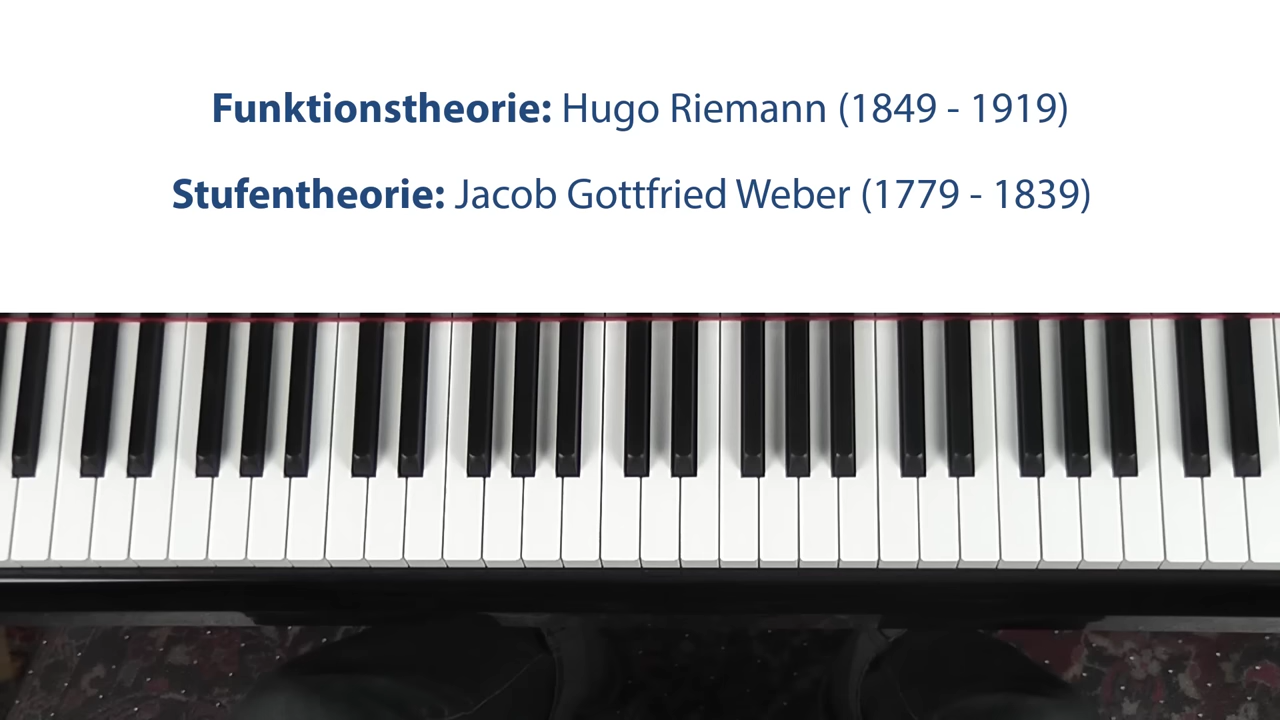 Funktionstheorie: Hugo Riemann (1849 - 1919)
Stufentheorie: Jacob Gottfried Weber (1779 - 1839)